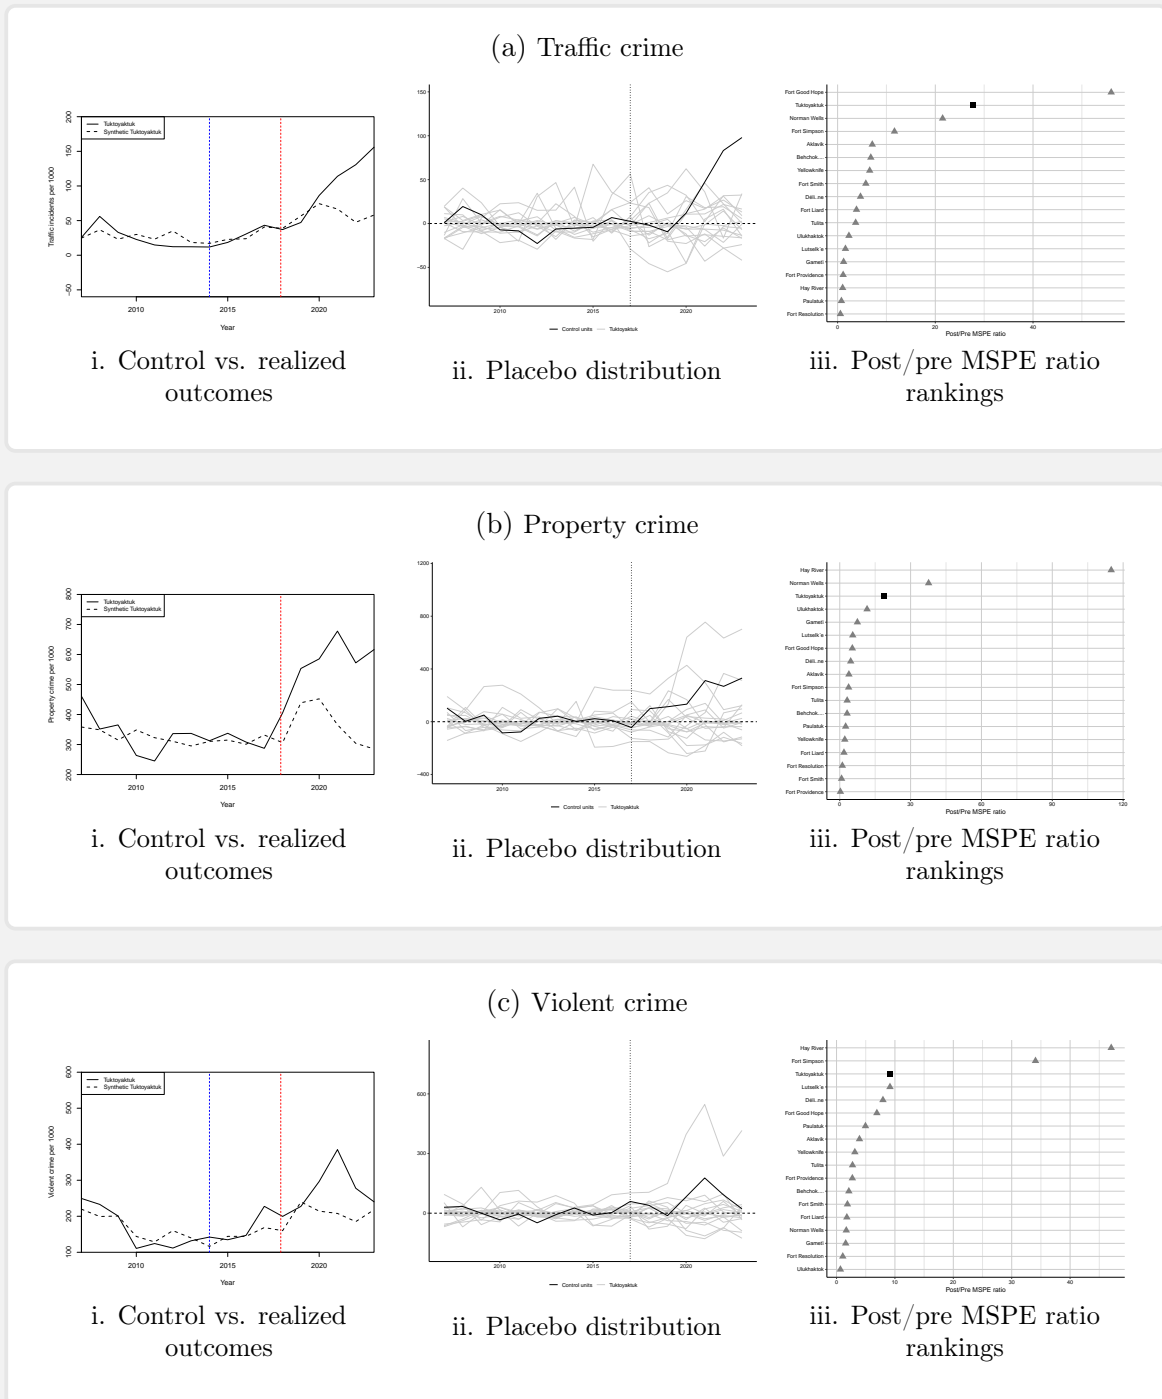 (a) Traffic crime
Traffic incidents per 1000
200
150
100
50
0
−50
Tuktoyaktuk
Synthetic Tuktoyaktuk
2010 2015 2020
Year
i. Control vs. realized
outcomes
150
100
50
0
−50
2010 2015 2020
Control units Tuktoyaktuk
ii. Placebo distribution
Fort Good Hope
Tuktoyaktuk
Norman Wells
Fort Simpson
Aklavik
Behchok...
Yellowknife
Fort Smith
Déli..ne
Fort Liard
Tulita
Ulukhaktok
Lutselk'e
Gameti
Fort Providence
Hay River
Paulatuk
Fort Resolution
0 20 40
Post/Pre MSPE ratio
iii. Post/pre MSPE ratio
rankings
(b) Property crime
Property crime per 1000
800
700
600
500
400
300
200
Tuktoyaktuk
Synthetic Tuktoyaktuk
2010 2015 2020
Year
i. Control vs. realized
outcomes
1200
800
400
0
−400
2010 2015 2020
Control units Tuktoyaktuk
ii. Placebo distribution
Hay River
Norman Wells
Tuktoyaktuk
Ulukhaktok
Gameti
Lutselk'e
Fort Good Hope
Déli..ne
Aklavik
Fort Simpson
Tulita
Behchok...
Paulatuk
Yellowknife
Fort Liard
Fort Resolution
Fort Smith
Fort Providence
0 30 60 90 120
Post/Pre MSPE ratio
iii. Post/pre MSPE ratio
rankings
(c) Violent crime
Violent crime per 1000
600
500
400
300
200
100
Tuktoyaktuk
Synthetic Tuktoyaktuk
2010 2015 2020
Year
i. Control vs. realized
outcomes
600
300
0
2010 2015 2020
Control units Tuktoyaktuk
ii. Placebo distribution
Hay River
Fort Simpson
Tuktoyaktuk
Lutselk'e
Déli..ne
Fort Good Hope
Paulatuk
Aklavik
Yellowknife
Tulita
Fort Providence
Behchok...
Fort Smith
Fort Liard
Norman Wells
Gameti
Fort Resolution
Ulukhaktok
0 10 20 30 40
Post/Pre MSPE ratio
iii. Post/pre MSPE ratio
rankings